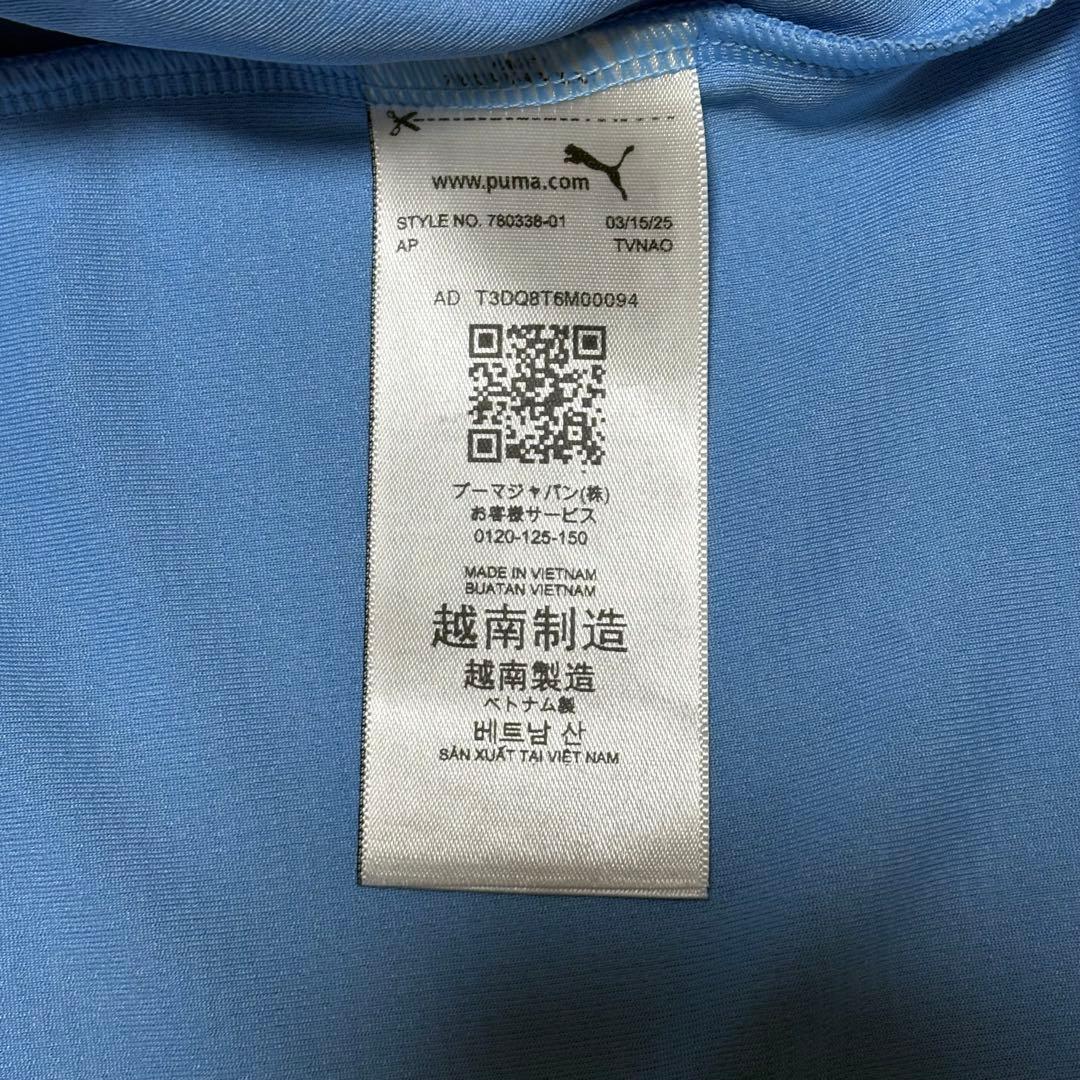 www.puma.com
STYLE NO. 780338-01 03/15/25
AP TVNAO
AD T3DQ8T6M00094
プーマジャパン(株)
お客様サービス
0120-125-150
MADE IN VIETNAM
BUATAN VIETNAM
越南制造
越南製造
ベトナム製
베트남 산
SẢN XUẤT TẠI VIỆT NAM